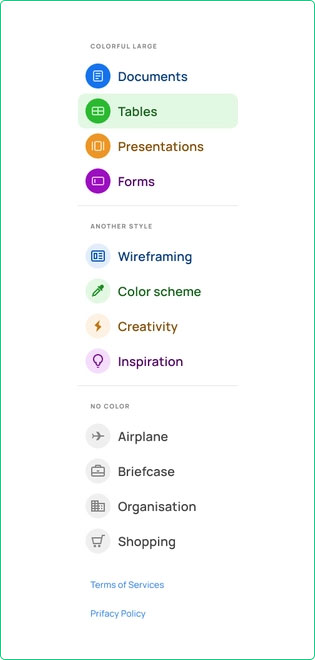 COLORFUL LARGE
Documents
Tables
Presentations
Forms
ANOTHER STYLE
Wireframing
Color scheme
Creativity
Inspiration
NO COLOR
Airplane
Briefcase
Organisation
Shopping
Terms of Services
Prifacy Policy